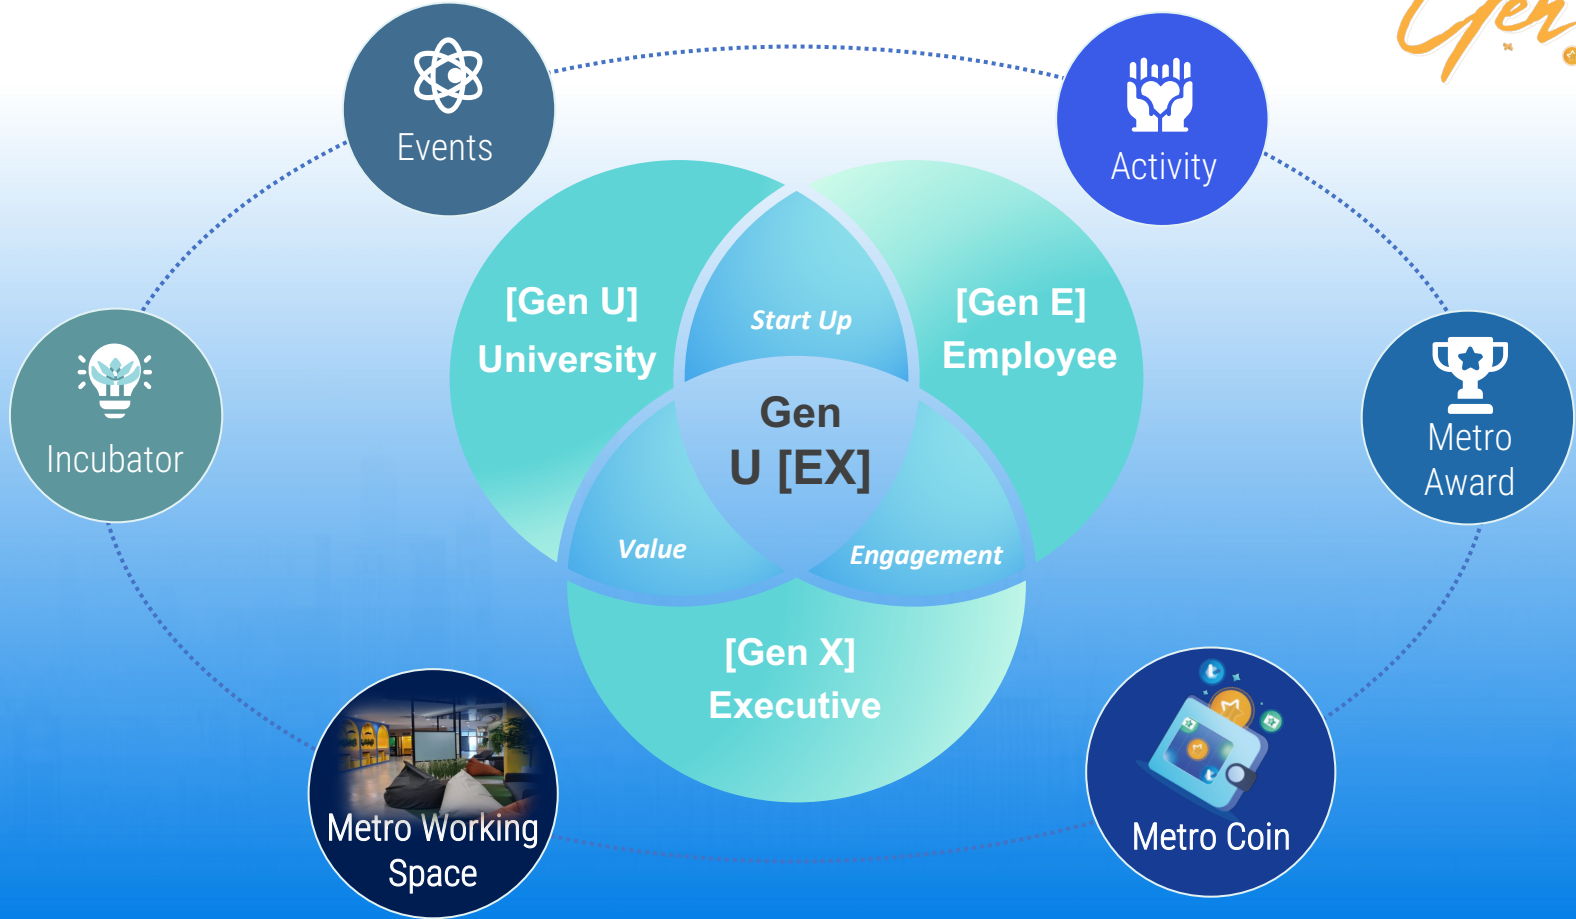 Gen
Events
Activity
[Gen U]
University
Start Up
[Gen E]
Employee
Gen
U [EX]
Incubator
Metro
Award
Value
Engagement
[Gen X]
Executive
Metro Working
Space
Metro Coin